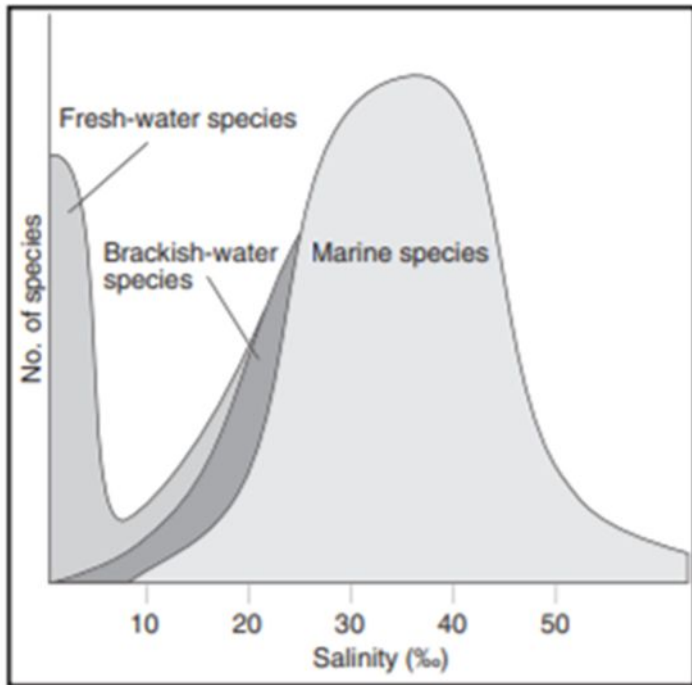 Fresh-water species
Brackish-water
species
Marine species
No. of species
10 20 30 40 50
Salinity (‰)